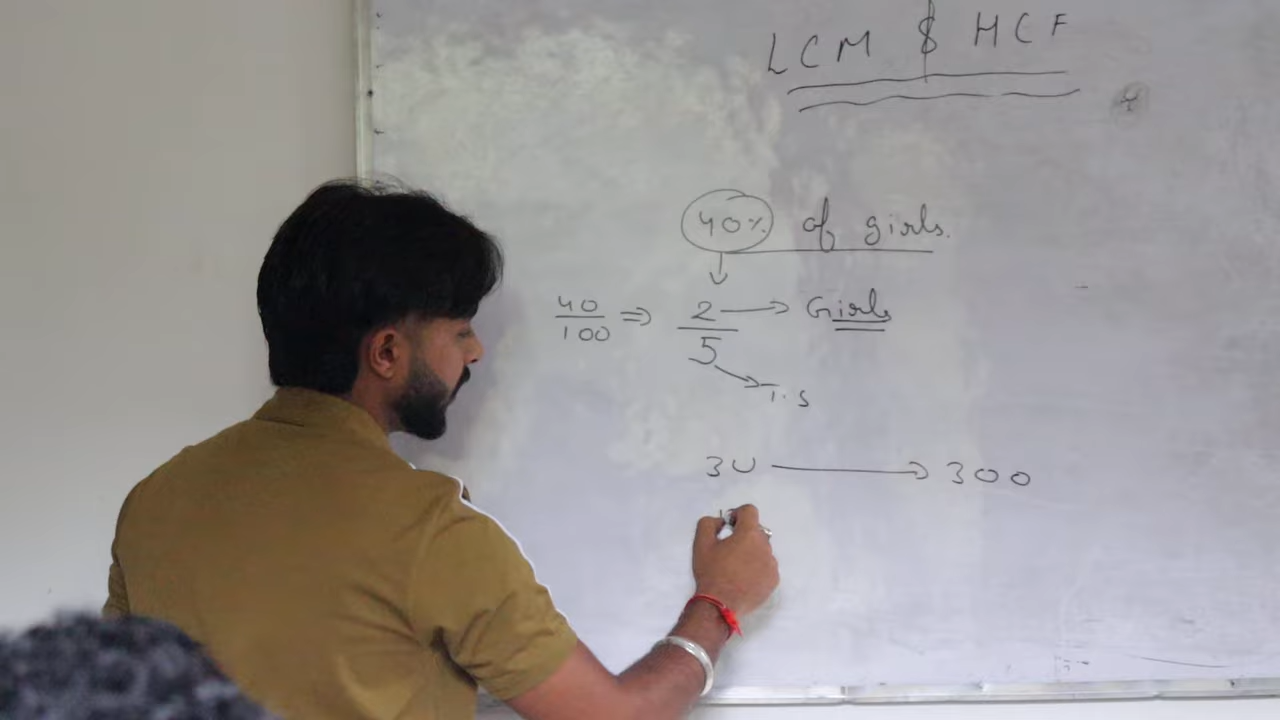 LCM & HCF
40% of girls.
40/100 ⇒ 2/5 → Girls
→ T.S
3U → 300